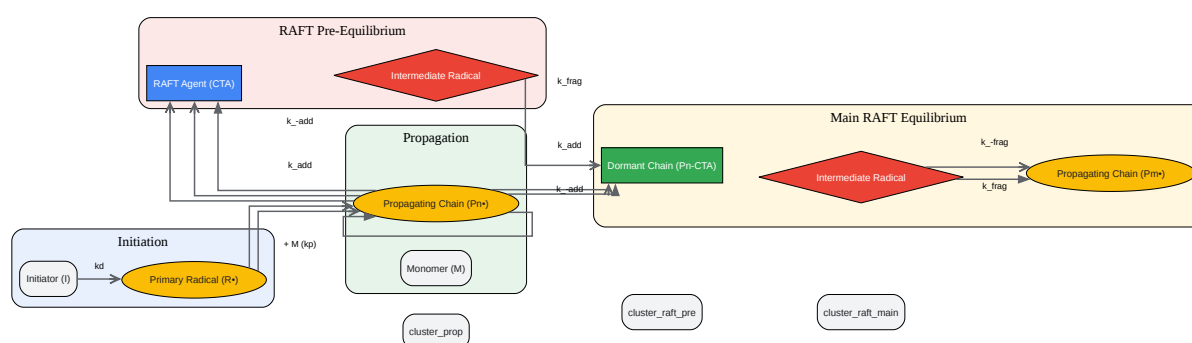 RAFT Pre-Equilibrium
RAFT Agent (CTA)
Intermediate Radical
k_frag
k_-add
k_add
Propagation
k_add
k_-add
Propagating Chain (Pn•)
+ M (kp)
Monomer (M)
Initiation
Initiator (I)
kd
Primary Radical (R•)
Main RAFT Equilibrium
Dormant Chain (Pn-CTA)
Intermediate Radical
k_-frag
k_frag
Propagating Chain (Pm•)
cluster_prop
cluster_raft_pre
cluster_raft_main